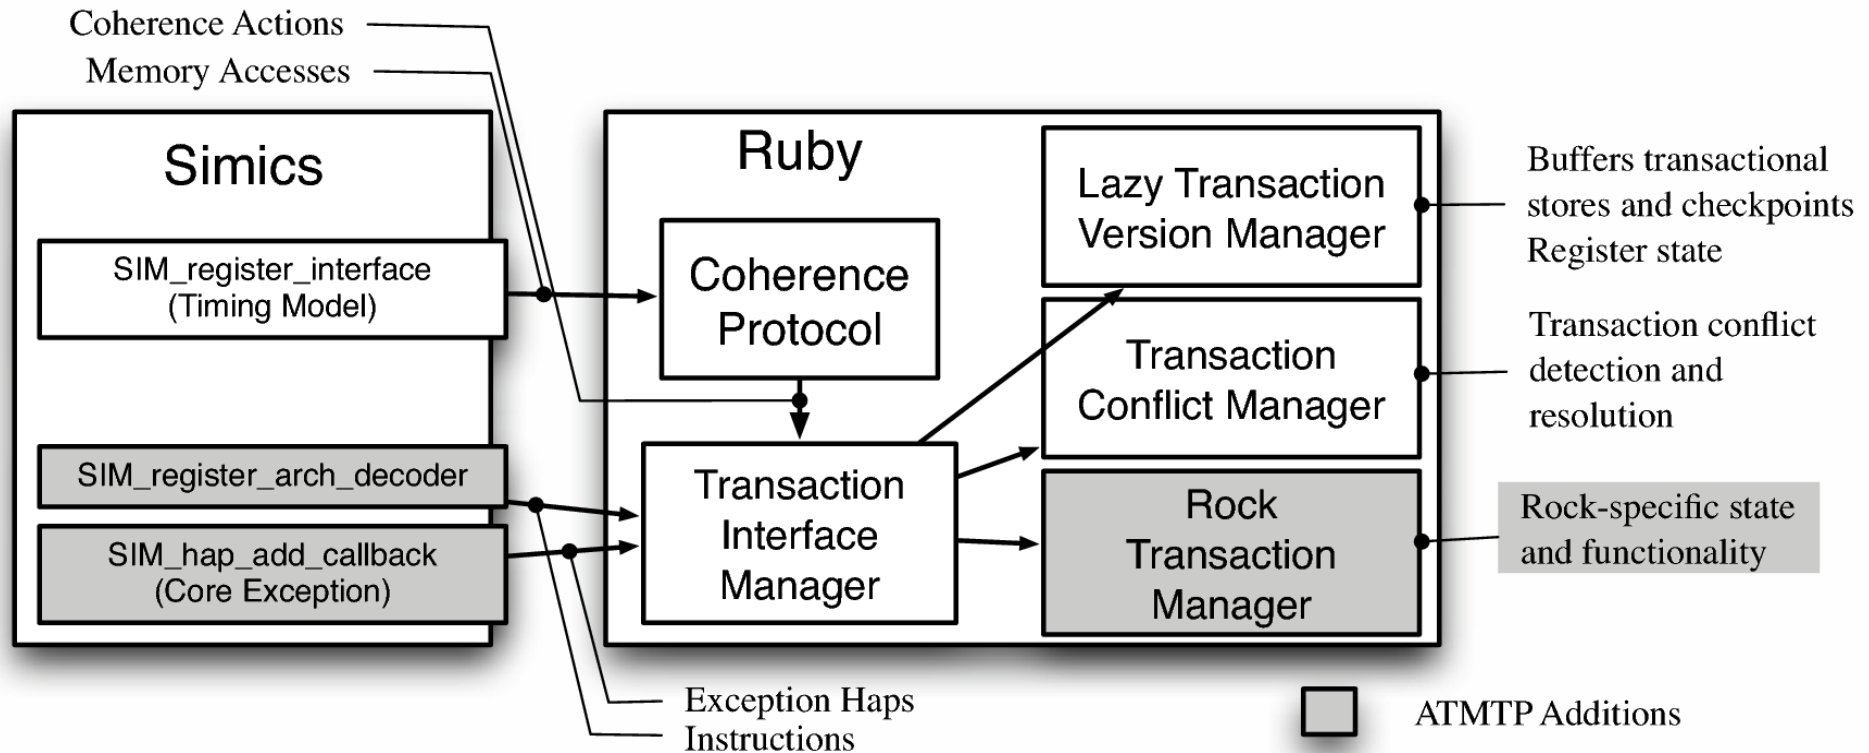 Coherence Actions
Memory Accesses
Simics
SIM_register_interface
(Timing Model)
SIM_register_arch_decoder
SIM_hap_add_callback
(Core Exception)
Ruby
Coherence
Protocol
Transaction
Interface
Manager
Lazy Transaction
Version Manager
Transaction
Conflict Manager
Rock
Transaction
Manager
Buffers transactional
stores and checkpoints
Register state
Transaction conflict
detection and
resolution
Rock-specific state
and functionality
Exception Haps
Instructions
ATMTP Additions